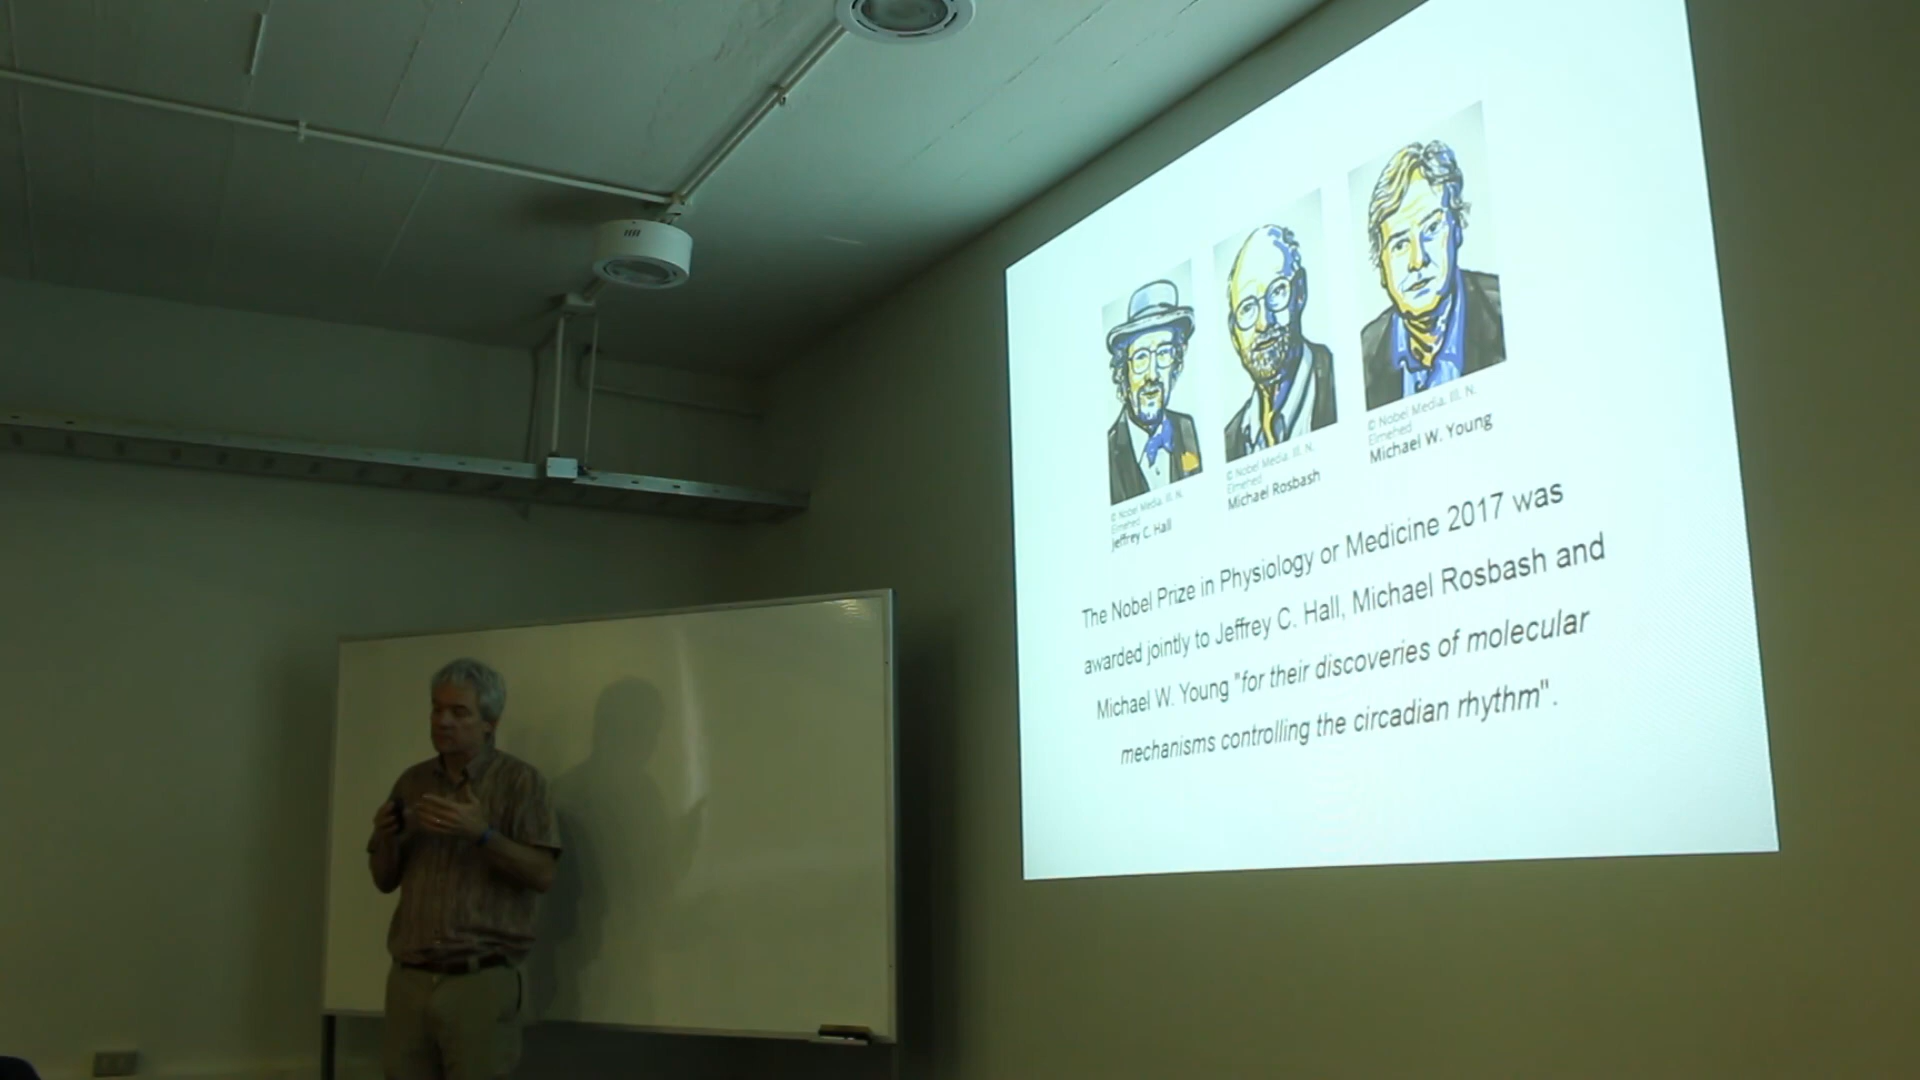 © Nobel Media. Ill. N.
Elmehed
Jeffrey C. Hall
© Nobel Media. Ill. N.
Elmehed
Michael Rosbash
© Nobel Media. Ill. N.
Elmehed
Michael W. Young
The Nobel Prize in Physiology or Medicine 2017 was
awarded jointly to Jeffrey C. Hall, Michael Rosbash and
Michael W. Young "for their discoveries of molecular
mechanisms controlling the circadian rhythm".